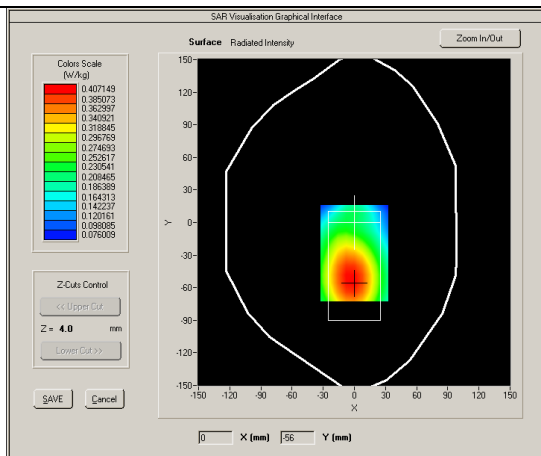 SAR Visualisation Graphical Interface
Surface Radiated Intensity
Zoom In/Out
Colors Scale
(W/kg)
0.407149
0.385073
0.362997
0.340921
0.318845
0.296769
0.274693
0.252617
0.230541
0.208465
0.186389
0.164313
0.142237
0.120161
0.098085
0.076009
Z-Cuts Control
<< Upper Cut
Z = 4.0 mm
Lower Cut >>
SAVE Cancel
150
120
90
60
30
0
-30
-60
-90
-120
-150
Y
-150 -120 -90 -60 -30 0 30 60 90 120 150
X
0 X (mm) -56 Y (mm)